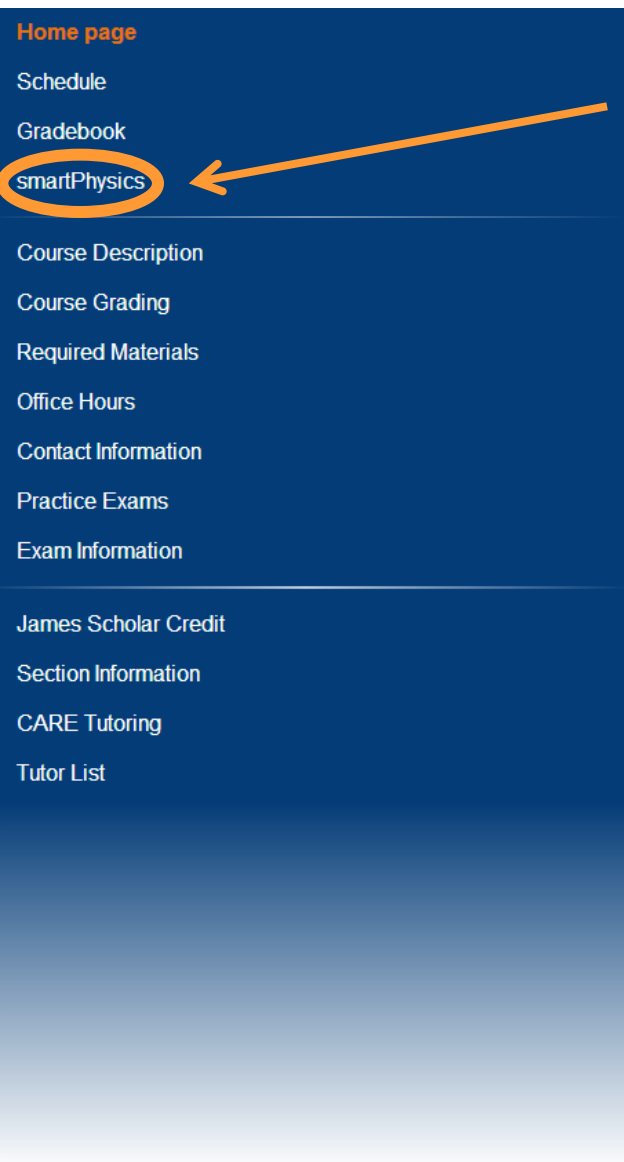 Home page
Schedule
Gradebook
smartPhysics
Course Description
Course Grading
Required Materials
Office Hours
Contact Information
Practice Exams
Exam Information
James Scholar Credit
Section Information
CARE Tutoring
Tutor List